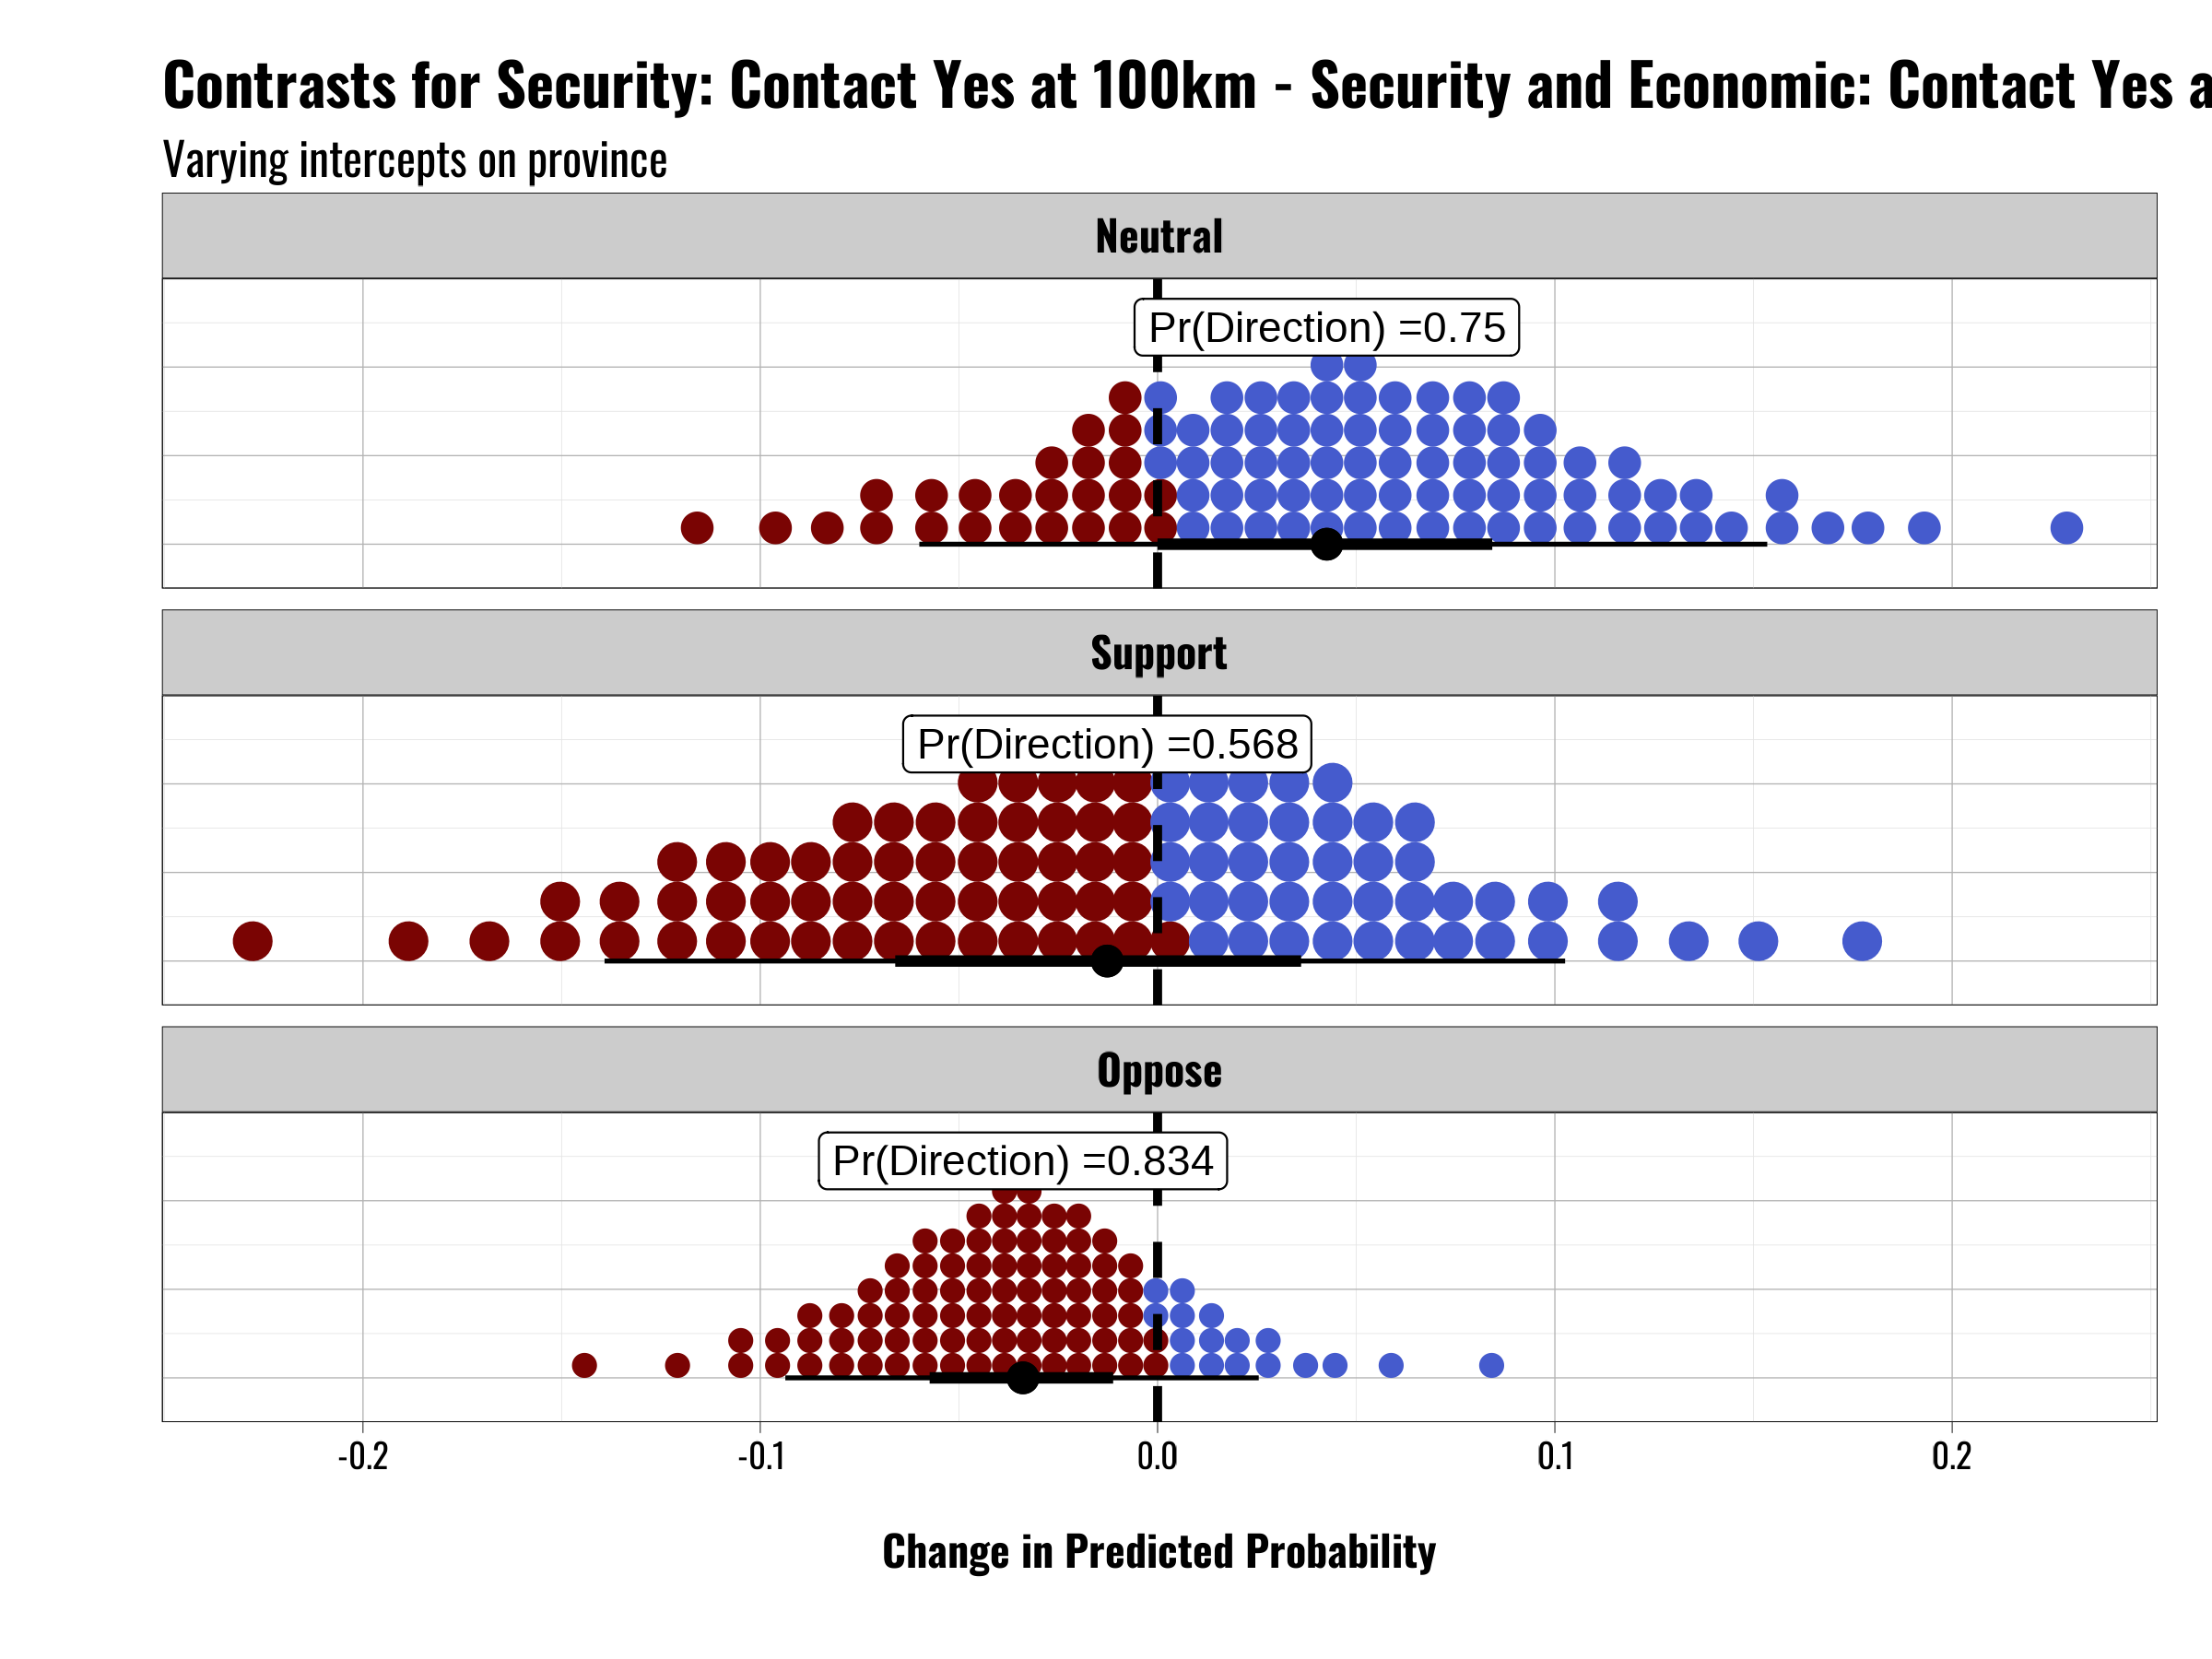 Contrasts for Security: Contact Yes at 100km - Security and Economic: Contact Yes a
Varying intercepts on province
Neutral
Pr(Direction) =0.75
Support
Pr(Direction) =0.568
Oppose
Pr(Direction) =0.834
-0.2 -0.1 0.0 0.1 0.2
Change in Predicted Probability